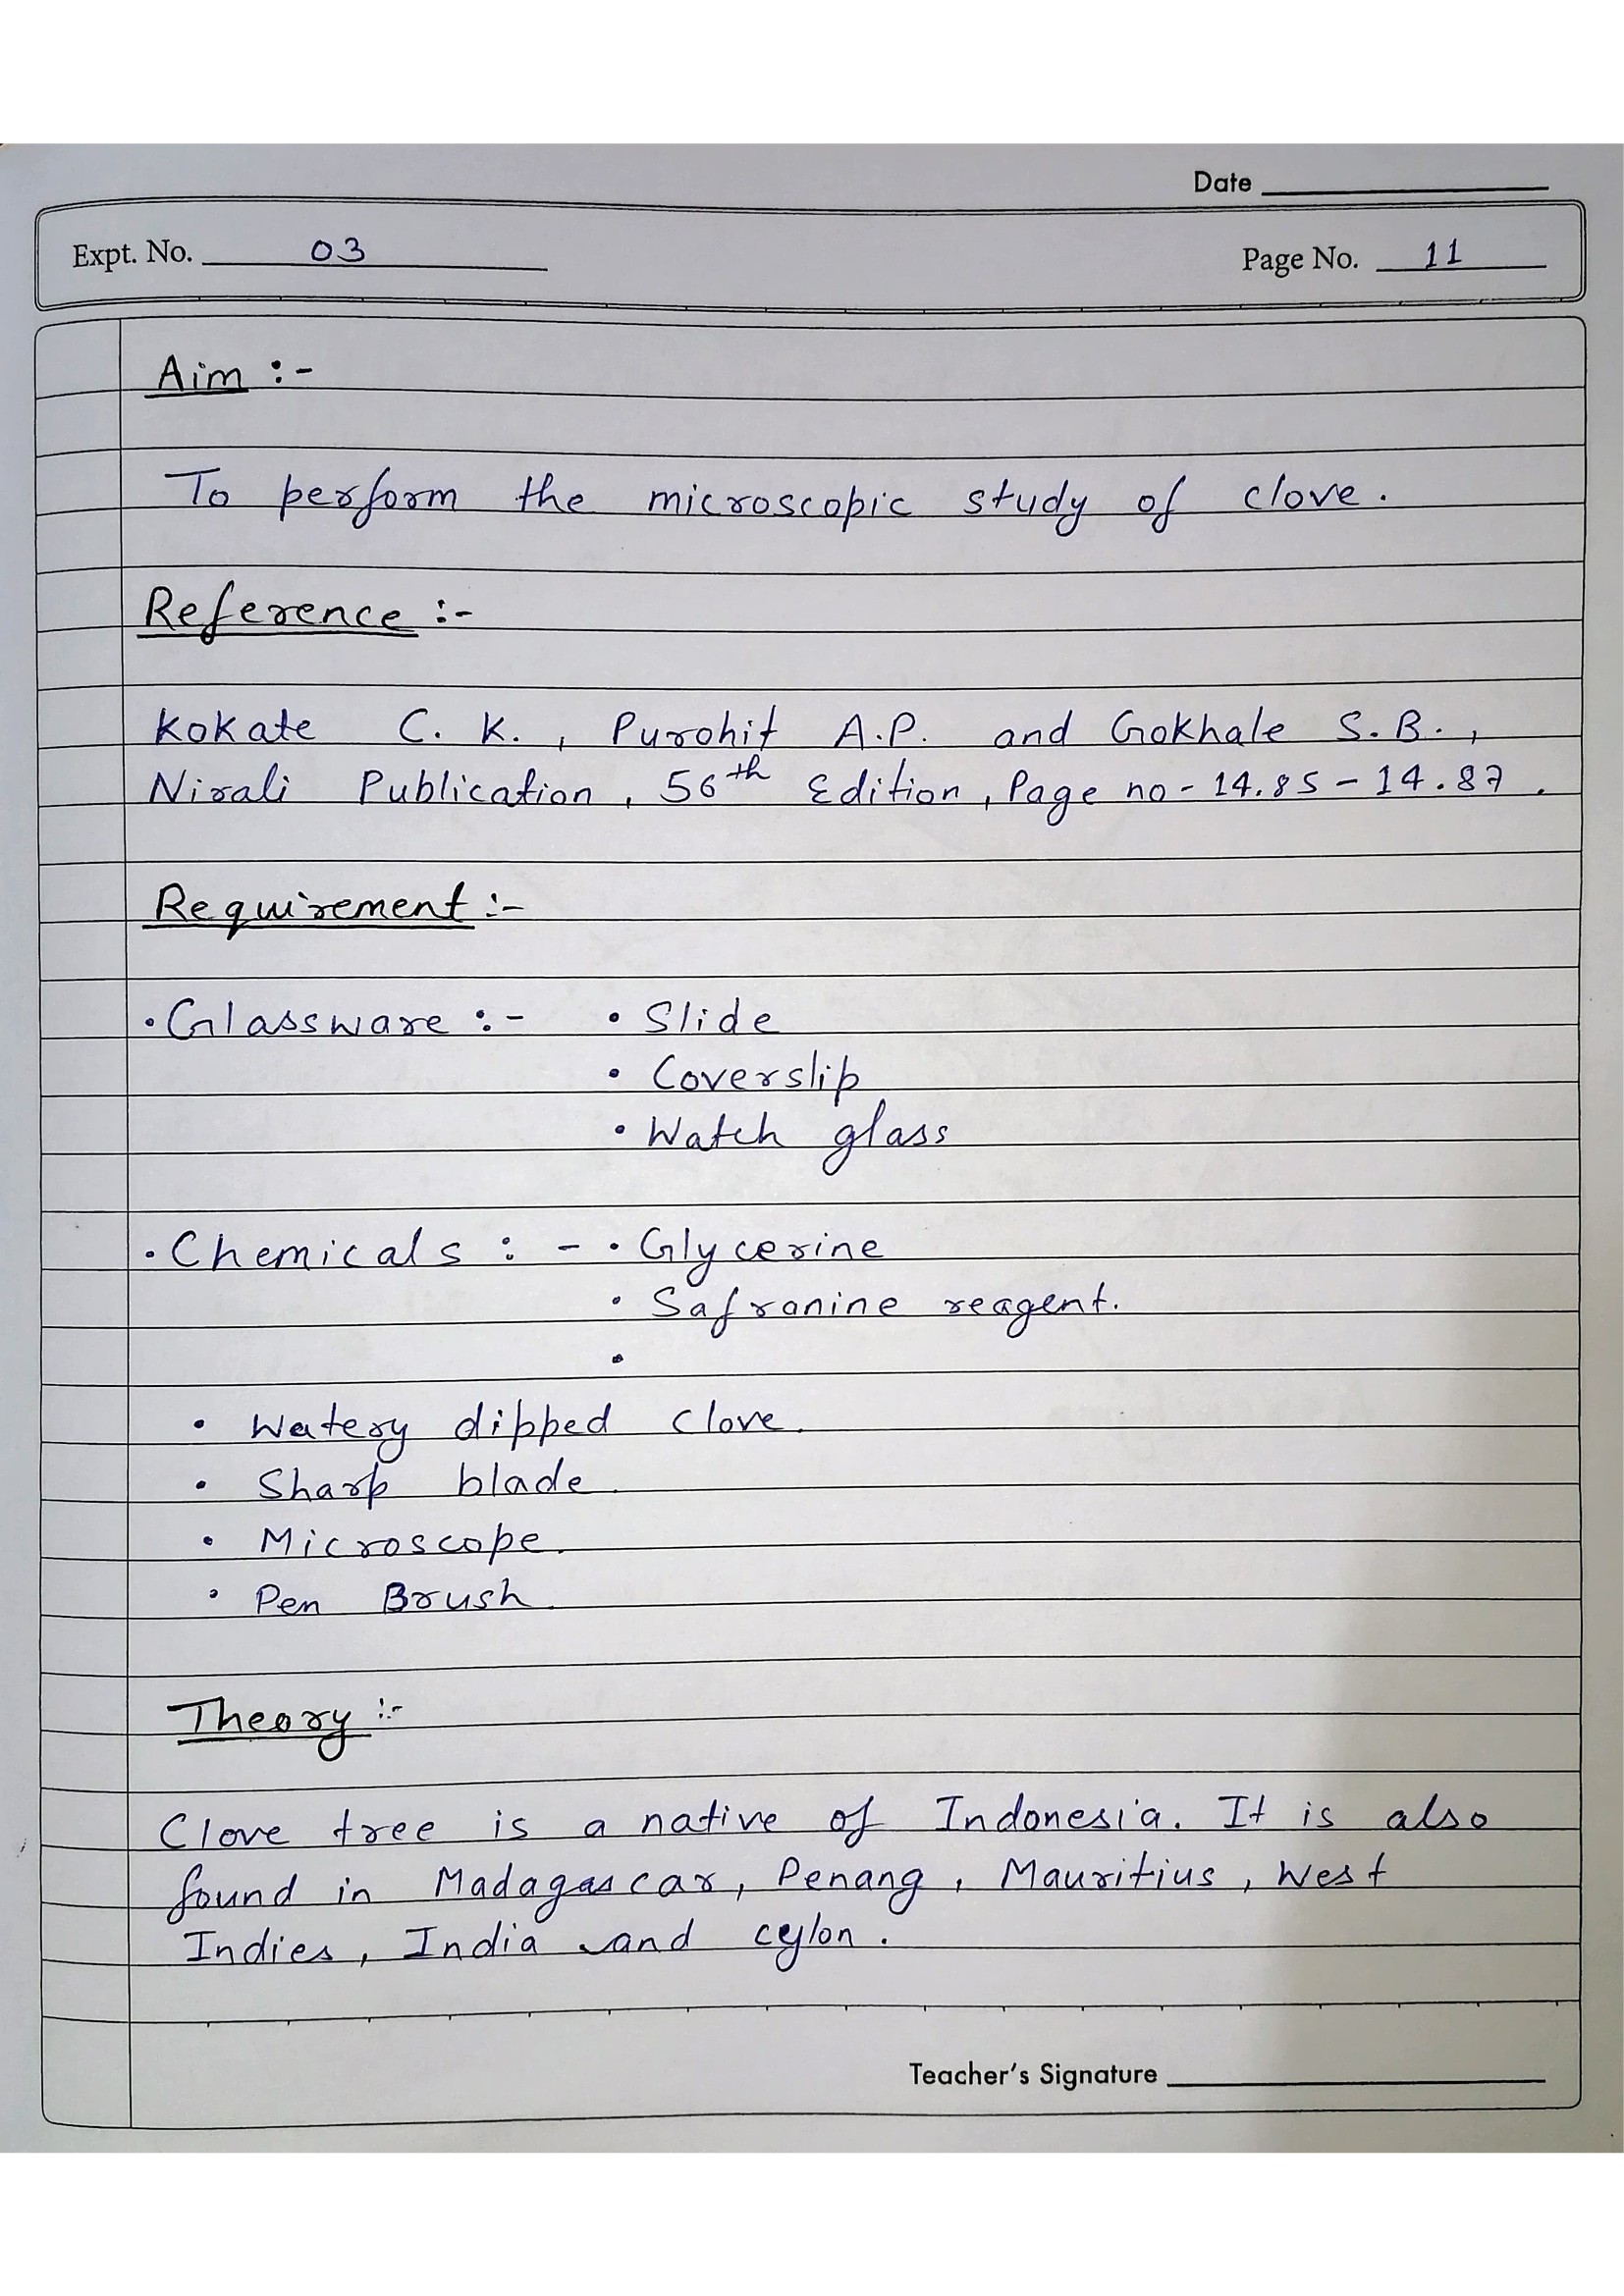 Date
Expt. No. 03
Page No. 11
Aim :-
To perform the microscopic study of clove.
Reference :-
Kokate C. K., Purohit A.P. and Gokhale S.B.,
Nirali Publication, 56th Edition, Page no - 14.85 - 14.87.
Requirement :-
• Glassware :- • Slide
• Coverslip
• Watch glass
• Chemicals : - • Glycerine
• Safranine reagent.
•
• Watery dipped clove.
• Sharp blade.
• Microscope.
• Pen Brush.
Theory :-
Clove tree is a native of Indonesia. It is also
found in Madagascar, Penang, Mauritius, West
Indies, India and cylon.
Teacher's Signature